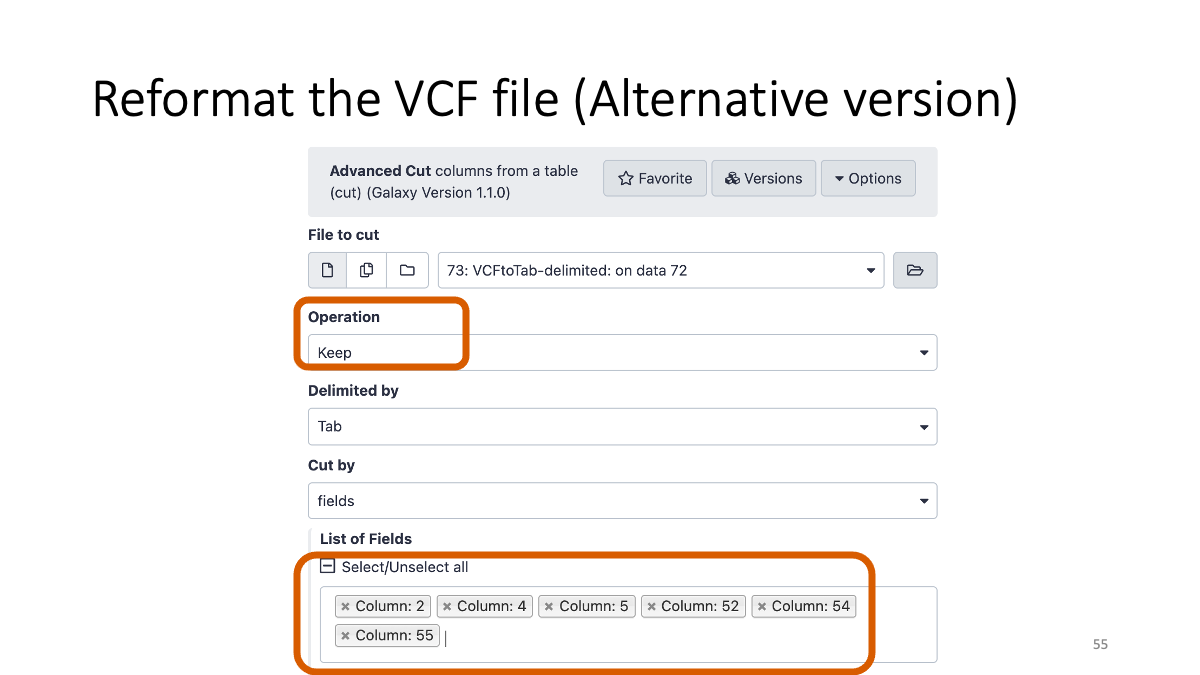 Reformat the VCF file (Alternative version)
Advanced Cut columns from a table
(cut) (Galaxy Version 1.1.0)
Favorite
Versions
Options
File to cut
73: VCFtoTab-delimited: on data 72
Operation
Keep
Delimited by
Tab
Cut by
fields
List of Fields
Select/Unselect all
× Column: 2 × Column: 4 × Column: 5 × Column: 52 × Column: 54
× Column: 55
55